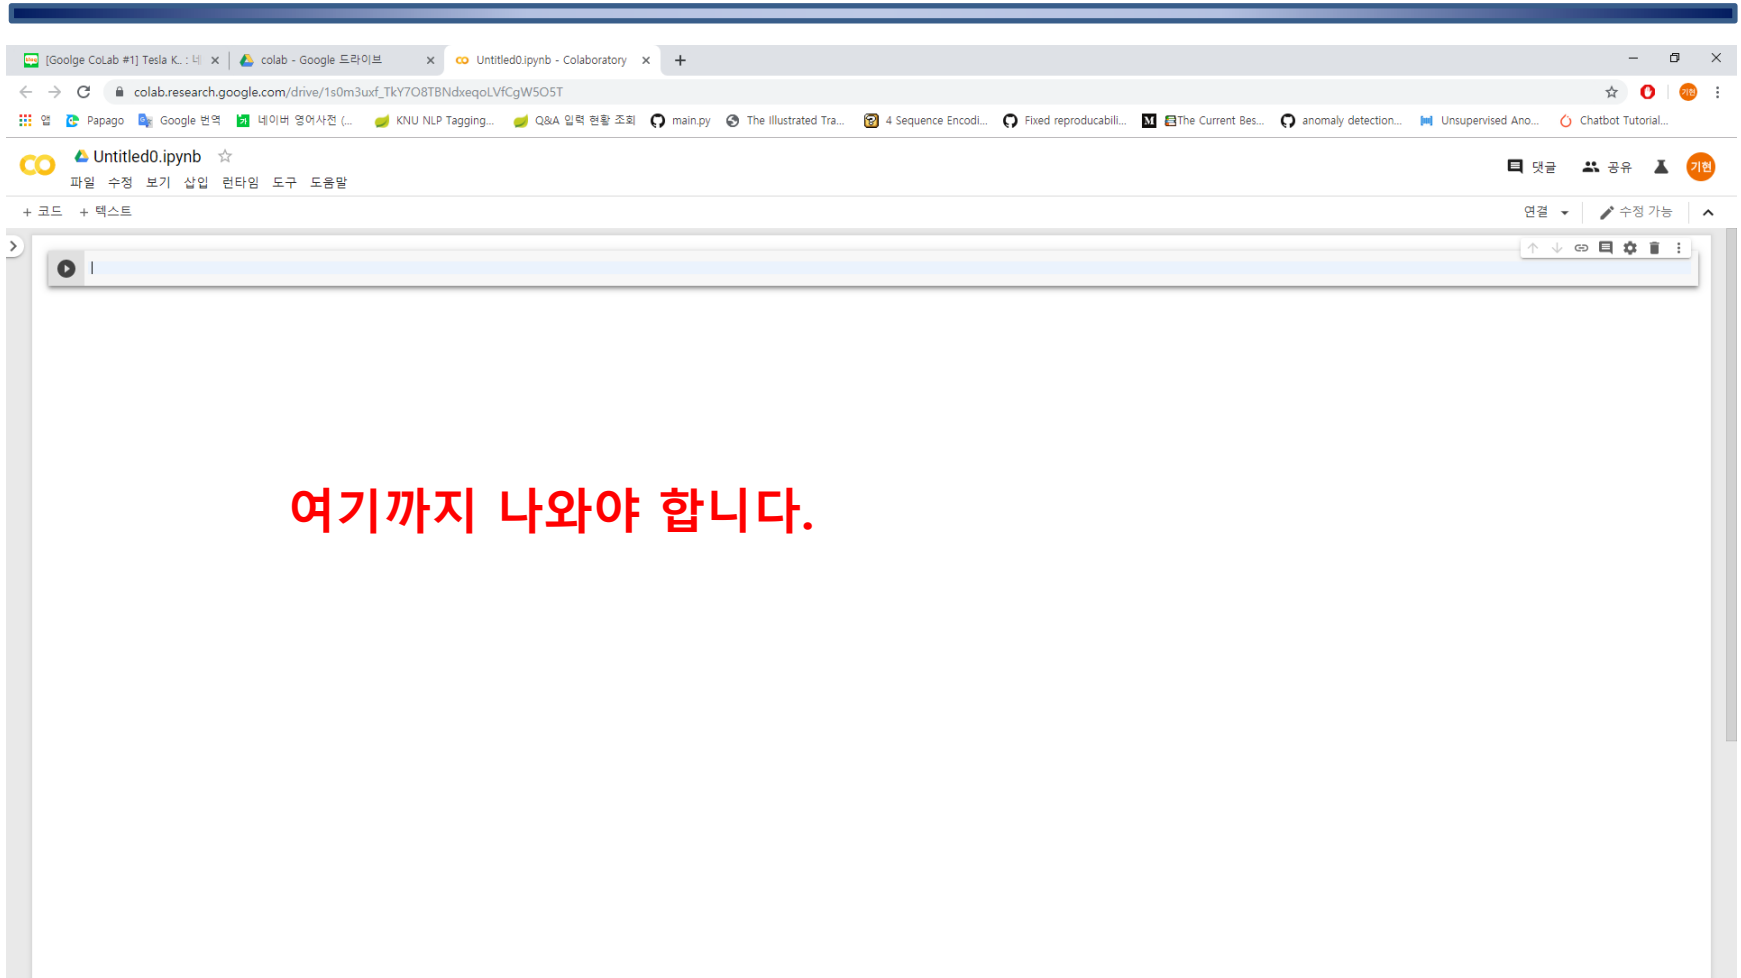 [Goolge CoLab #1] Tesla K.. : 네
colab - Google 드라이브
Untitled0.ipynb - Colaboratory
colab.research.google.com/drive/1s0m3uxf_TkY7O8TBNdxeqoLVfCgW5O5T
기현
앱 Papago Google 번역 네이버 영어사전 (... KNU NLP Tagging... Q&A 입력 현황 조회 main.py The Illustrated Tra... 4 Sequence Encodi... Fixed reproducabili... The Current Bes... anomaly detection... Unsupervised Ano... Chatbot Tutorial...
CO Untitled0.ipynb
댓글 공유 기현
파일 수정 보기 삽입 런타임 도구 도움말
+ 코드 + 텍스트
연결 수정 가능
여기까지 나와야 합니다.